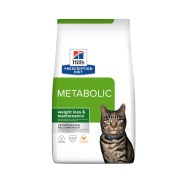 Hill's
PRESCRIPTION DIET
METABOLIC
weight loss & maintenance